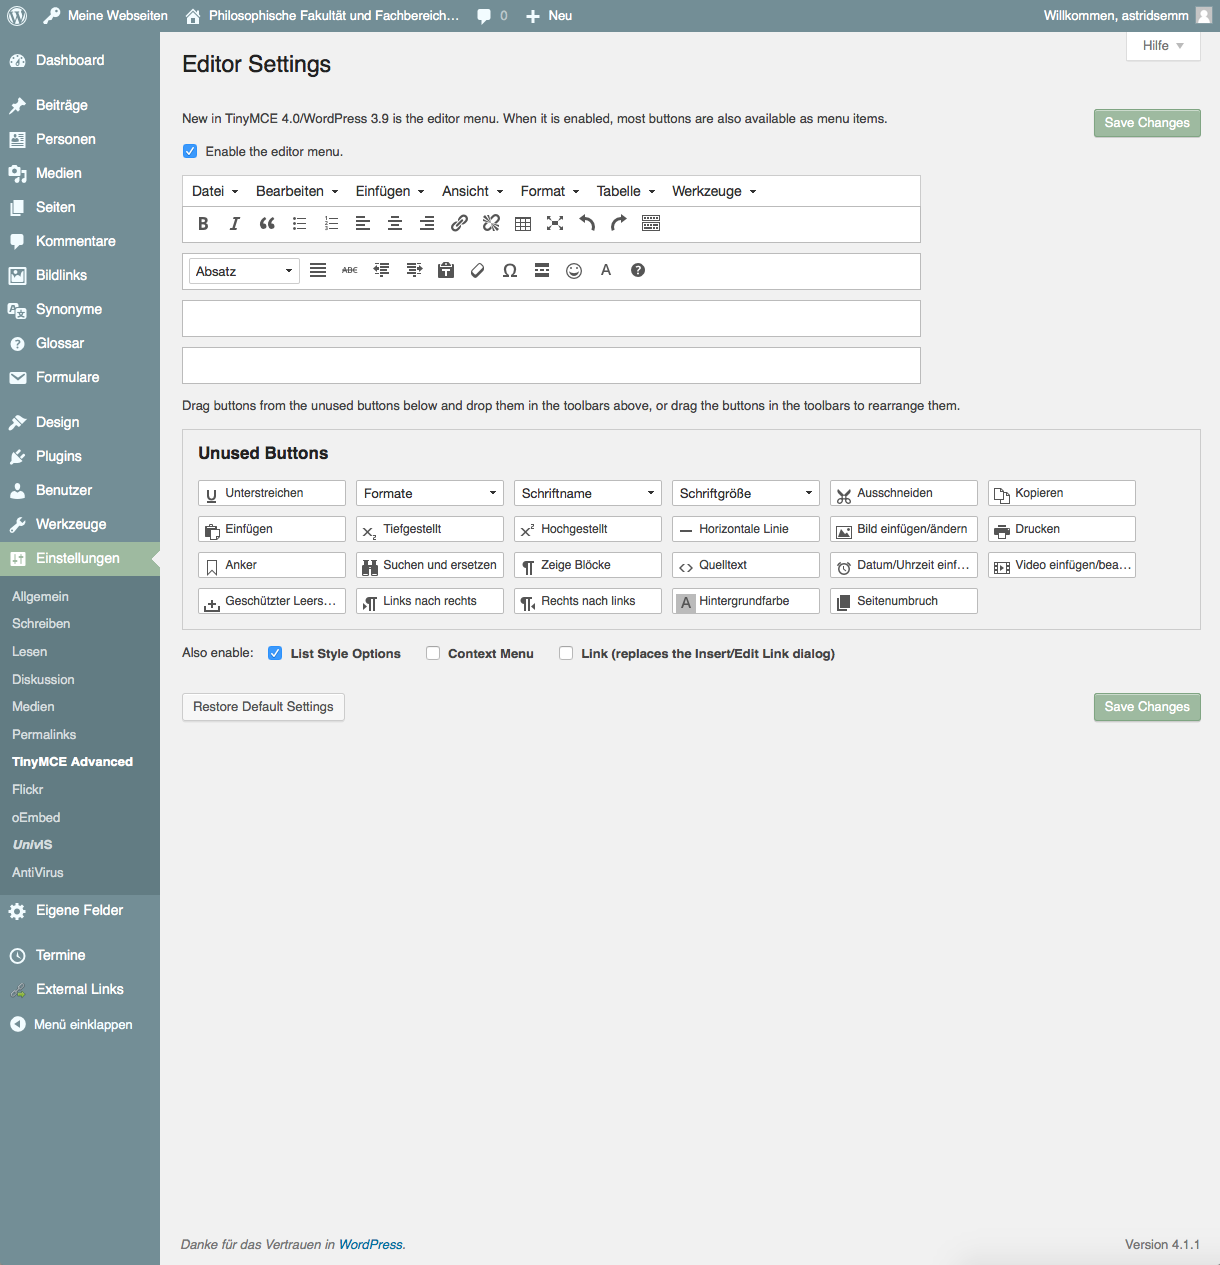 Meine Webseiten Philosophische Fakultät und Fachbereich... 0 Neu Willkommen, astridsemm
Hilfe
Dashboard
Beiträge
Personen
Medien
Seiten
Kommentare
Bildlinks
Synonyme
Glossar
Formulare
Design
Plugins
Benutzer
Werkzeuge
Einstellungen
Allgemein
Schreiben
Lesen
Diskussion
Medien
Permalinks
TinyMCE Advanced
Flickr
oEmbed
UnivIS
AntiVirus
Eigene Felder
Termine
External Links
Menü einklappen
Editor Settings
New in TinyMCE 4.0/WordPress 3.9 is the editor menu. When it is enabled, most buttons are also available as menu items.
Save Changes
Enable the editor menu.
Datei Bearbeiten Einfügen Ansicht Format Tabelle Werkzeuge
B I
Absatz ABC Ω A
Drag buttons from the unused buttons below and drop them in the toolbars above, or drag the buttons in the toolbars to rearrange them.
Unused Buttons
Unterstreichen Formate Schriftname Schriftgröße Ausschneiden Kopieren
Einfügen Tiefgestellt Hochgestellt Horizontale Linie Bild einfügen/ändern Drucken
Anker Suchen und ersetzen Zeige Blöcke Quelltext Datum/Uhrzeit einf... Video einfügen/bea...
Geschützter Leers... Links nach rechts Rechts nach links A Hintergrundfarbe Seitenumbruch
Also enable: List Style Options Context Menu Link (replaces the Insert/Edit Link dialog)
Restore Default Settings Save Changes
Danke für das Vertrauen in WordPress. Version 4.1.1